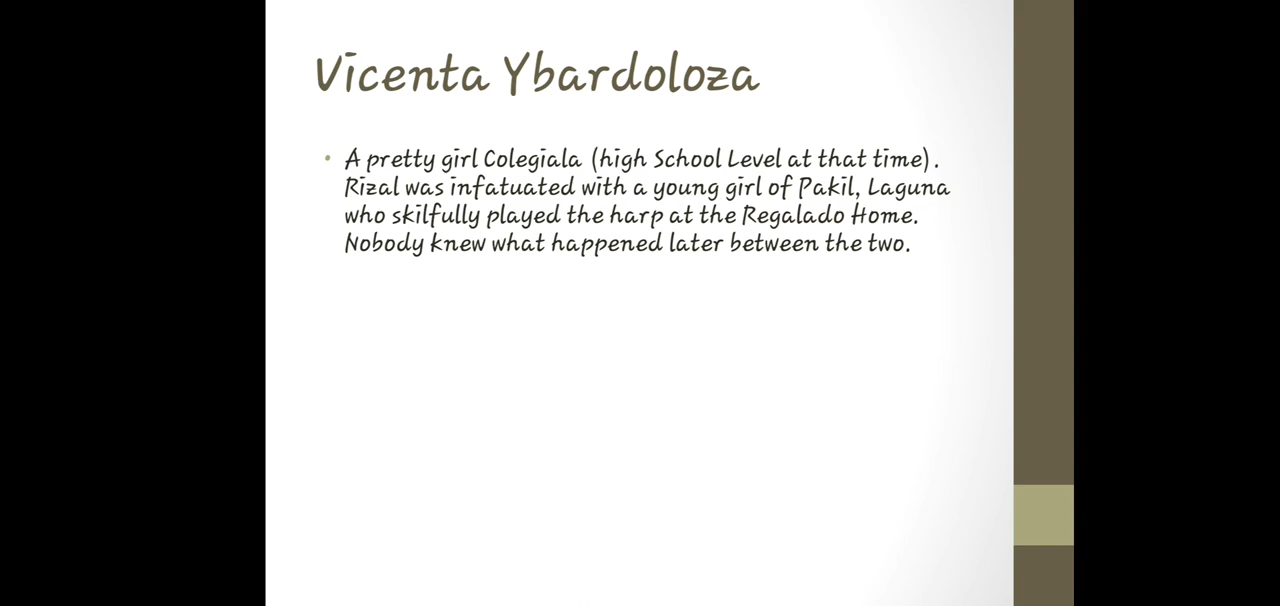 Vicenta Ybardoloza
• A pretty girl Colegiala (high School Level at that time).
Rizal was infatuated with a young girl of Pakil, Laguna
who skilfully played the harp at the Regalado Home.
Nobody knew what happened later between the two.